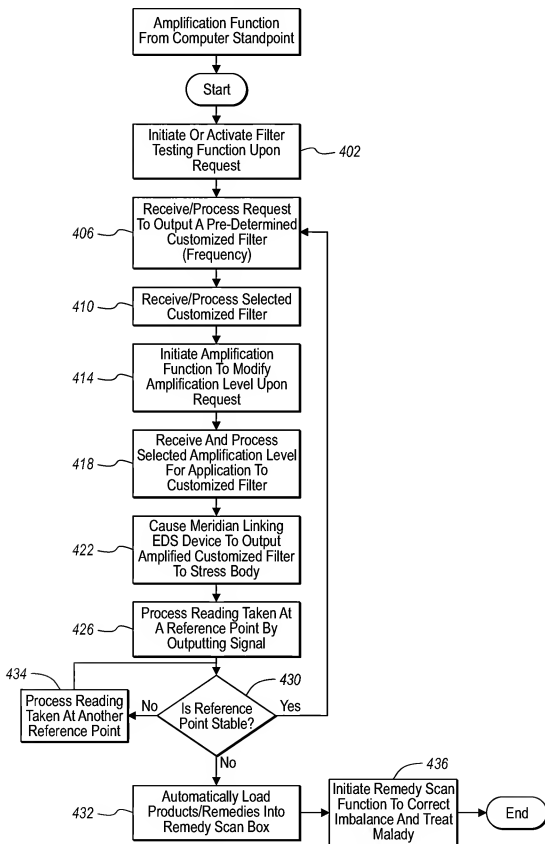 Amplification Function
From Computer Standpoint
Start
Initiate Or Activate Filter
Testing Function Upon
Request
402
Receive/Process Request
To Output A Pre-Determined
Customized Filter
(Frequency)
406
Receive/Process Selected
Customized Filter
410
Initiate Amplification
Function To Modify
Amplification Level Upon
Request
414
Receive And Process
Selected Amplification Level
For Application To
Customized Filter
418
Cause Meridian Linking
EDS Device To Output
Amplified Customized Filter
To Stress Body
422
Process Reading Taken At
A Reference Point By
Outputting Signal
426
430
Is Reference
Point Stable?
Yes
No
434
Process Reading
Taken At Another
Reference Point
No
Automatically Load
Products/Remedies Into
Remedy Scan Box
432
436
Initiate Remedy Scan
Function To Correct
Imbalance And Treat
Malady
End